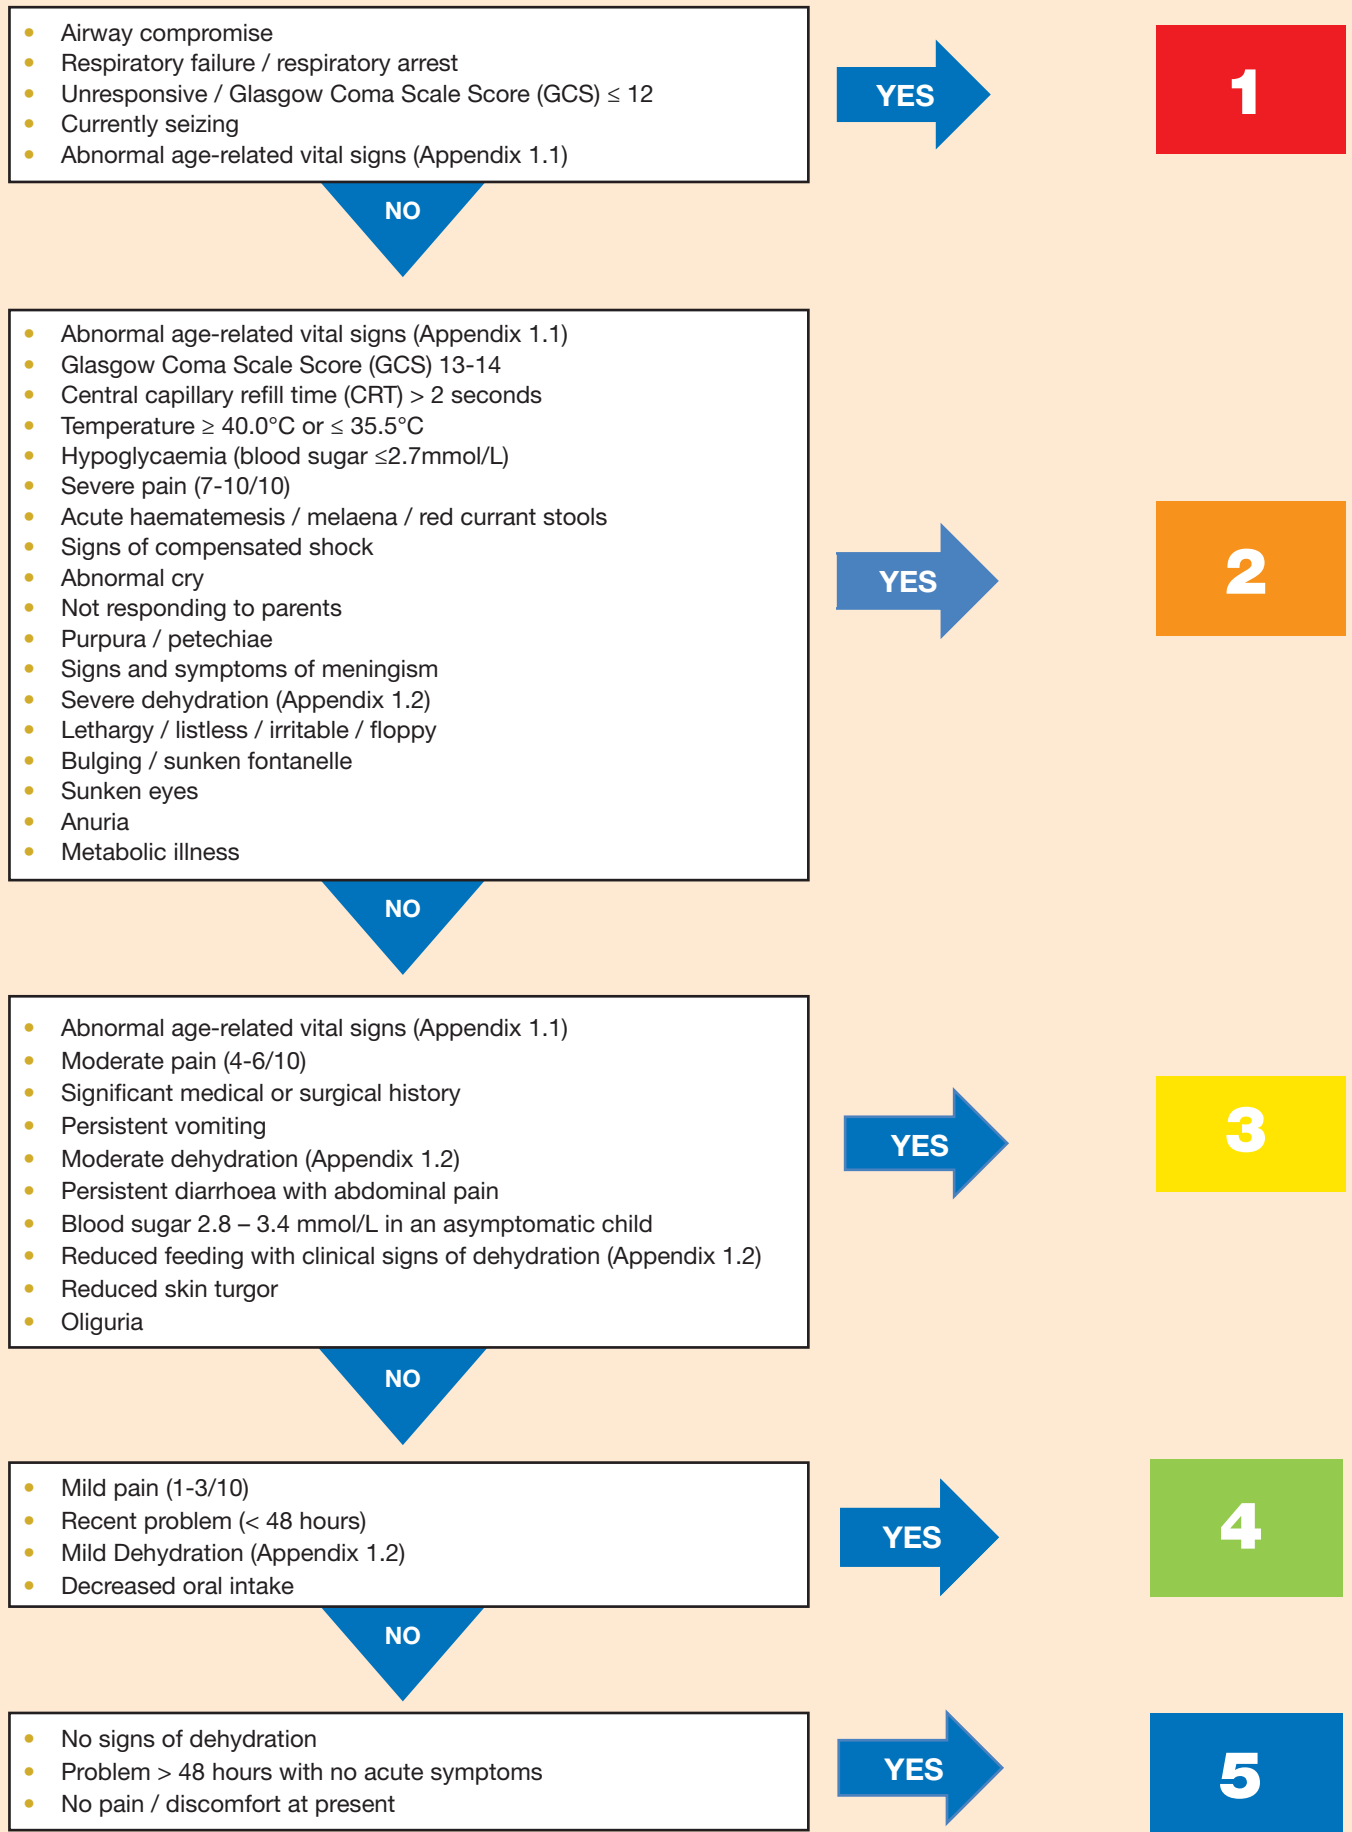 • Airway compromise
• Respiratory failure / respiratory arrest
• Unresponsive / Glasgow Coma Scale Score (GCS) ≤ 12
• Currently seizing
• Abnormal age-related vital signs (Appendix 1.1)
YES
1
NO
• Abnormal age-related vital signs (Appendix 1.1)
• Glasgow Coma Scale Score (GCS) 13-14
• Central capillary refill time (CRT) > 2 seconds
• Temperature ≥ 40.0°C or ≤ 35.5°C
• Hypoglycaemia (blood sugar ≤2.7mmol/L)
• Severe pain (7-10/10)
• Acute haematemesis / melaena / red currant stools
• Signs of compensated shock
• Abnormal cry
• Not responding to parents
• Purpura / petechiae
• Signs and symptoms of meningism
• Severe dehydration (Appendix 1.2)
• Lethargy / listless / irritable / floppy
• Bulging / sunken fontanelle
• Sunken eyes
• Anuria
• Metabolic illness
YES
2
NO
• Abnormal age-related vital signs (Appendix 1.1)
• Moderate pain (4-6/10)
• Significant medical or surgical history
• Persistent vomiting
• Moderate dehydration (Appendix 1.2)
• Persistent diarrhoea with abdominal pain
• Blood sugar 2.8 – 3.4 mmol/L in an asymptomatic child
• Reduced feeding with clinical signs of dehydration (Appendix 1.2)
• Reduced skin turgor
• Oliguria
YES
3
NO
• Mild pain (1-3/10)
• Recent problem (< 48 hours)
• Mild Dehydration (Appendix 1.2)
• Decreased oral intake
YES
4
NO
• No signs of dehydration
• Problem > 48 hours with no acute symptoms
• No pain / discomfort at present
YES
5